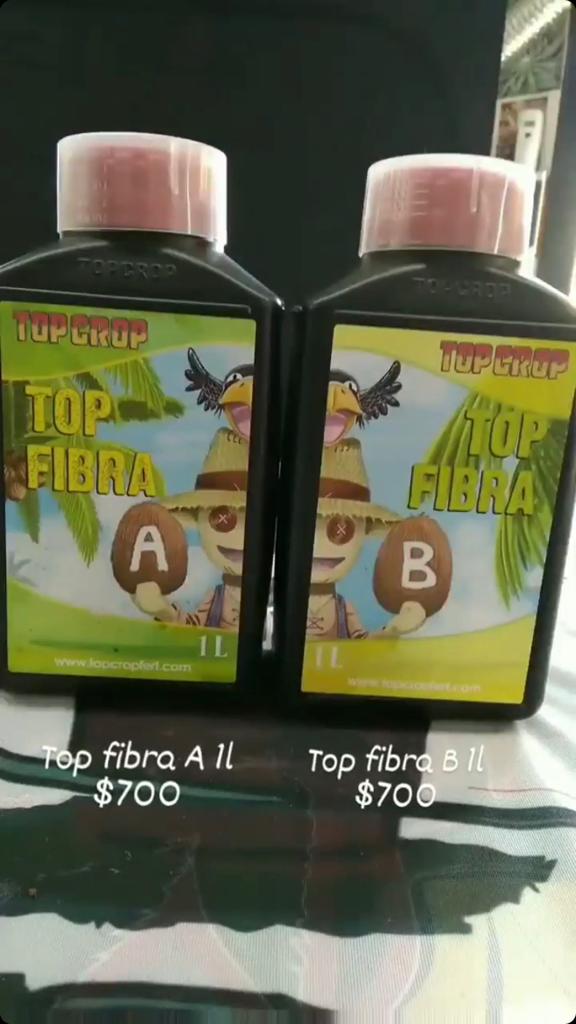 TOPCROP
TOPCROP
TOP CROP
TOP
FIBRA
A
1L
www.topcropfert.com
TOP CROP
TOP
FIBRA
B
1L
www.topcropfert.com
Top fibra A 1l
$700
Top fibra B 1l
$700